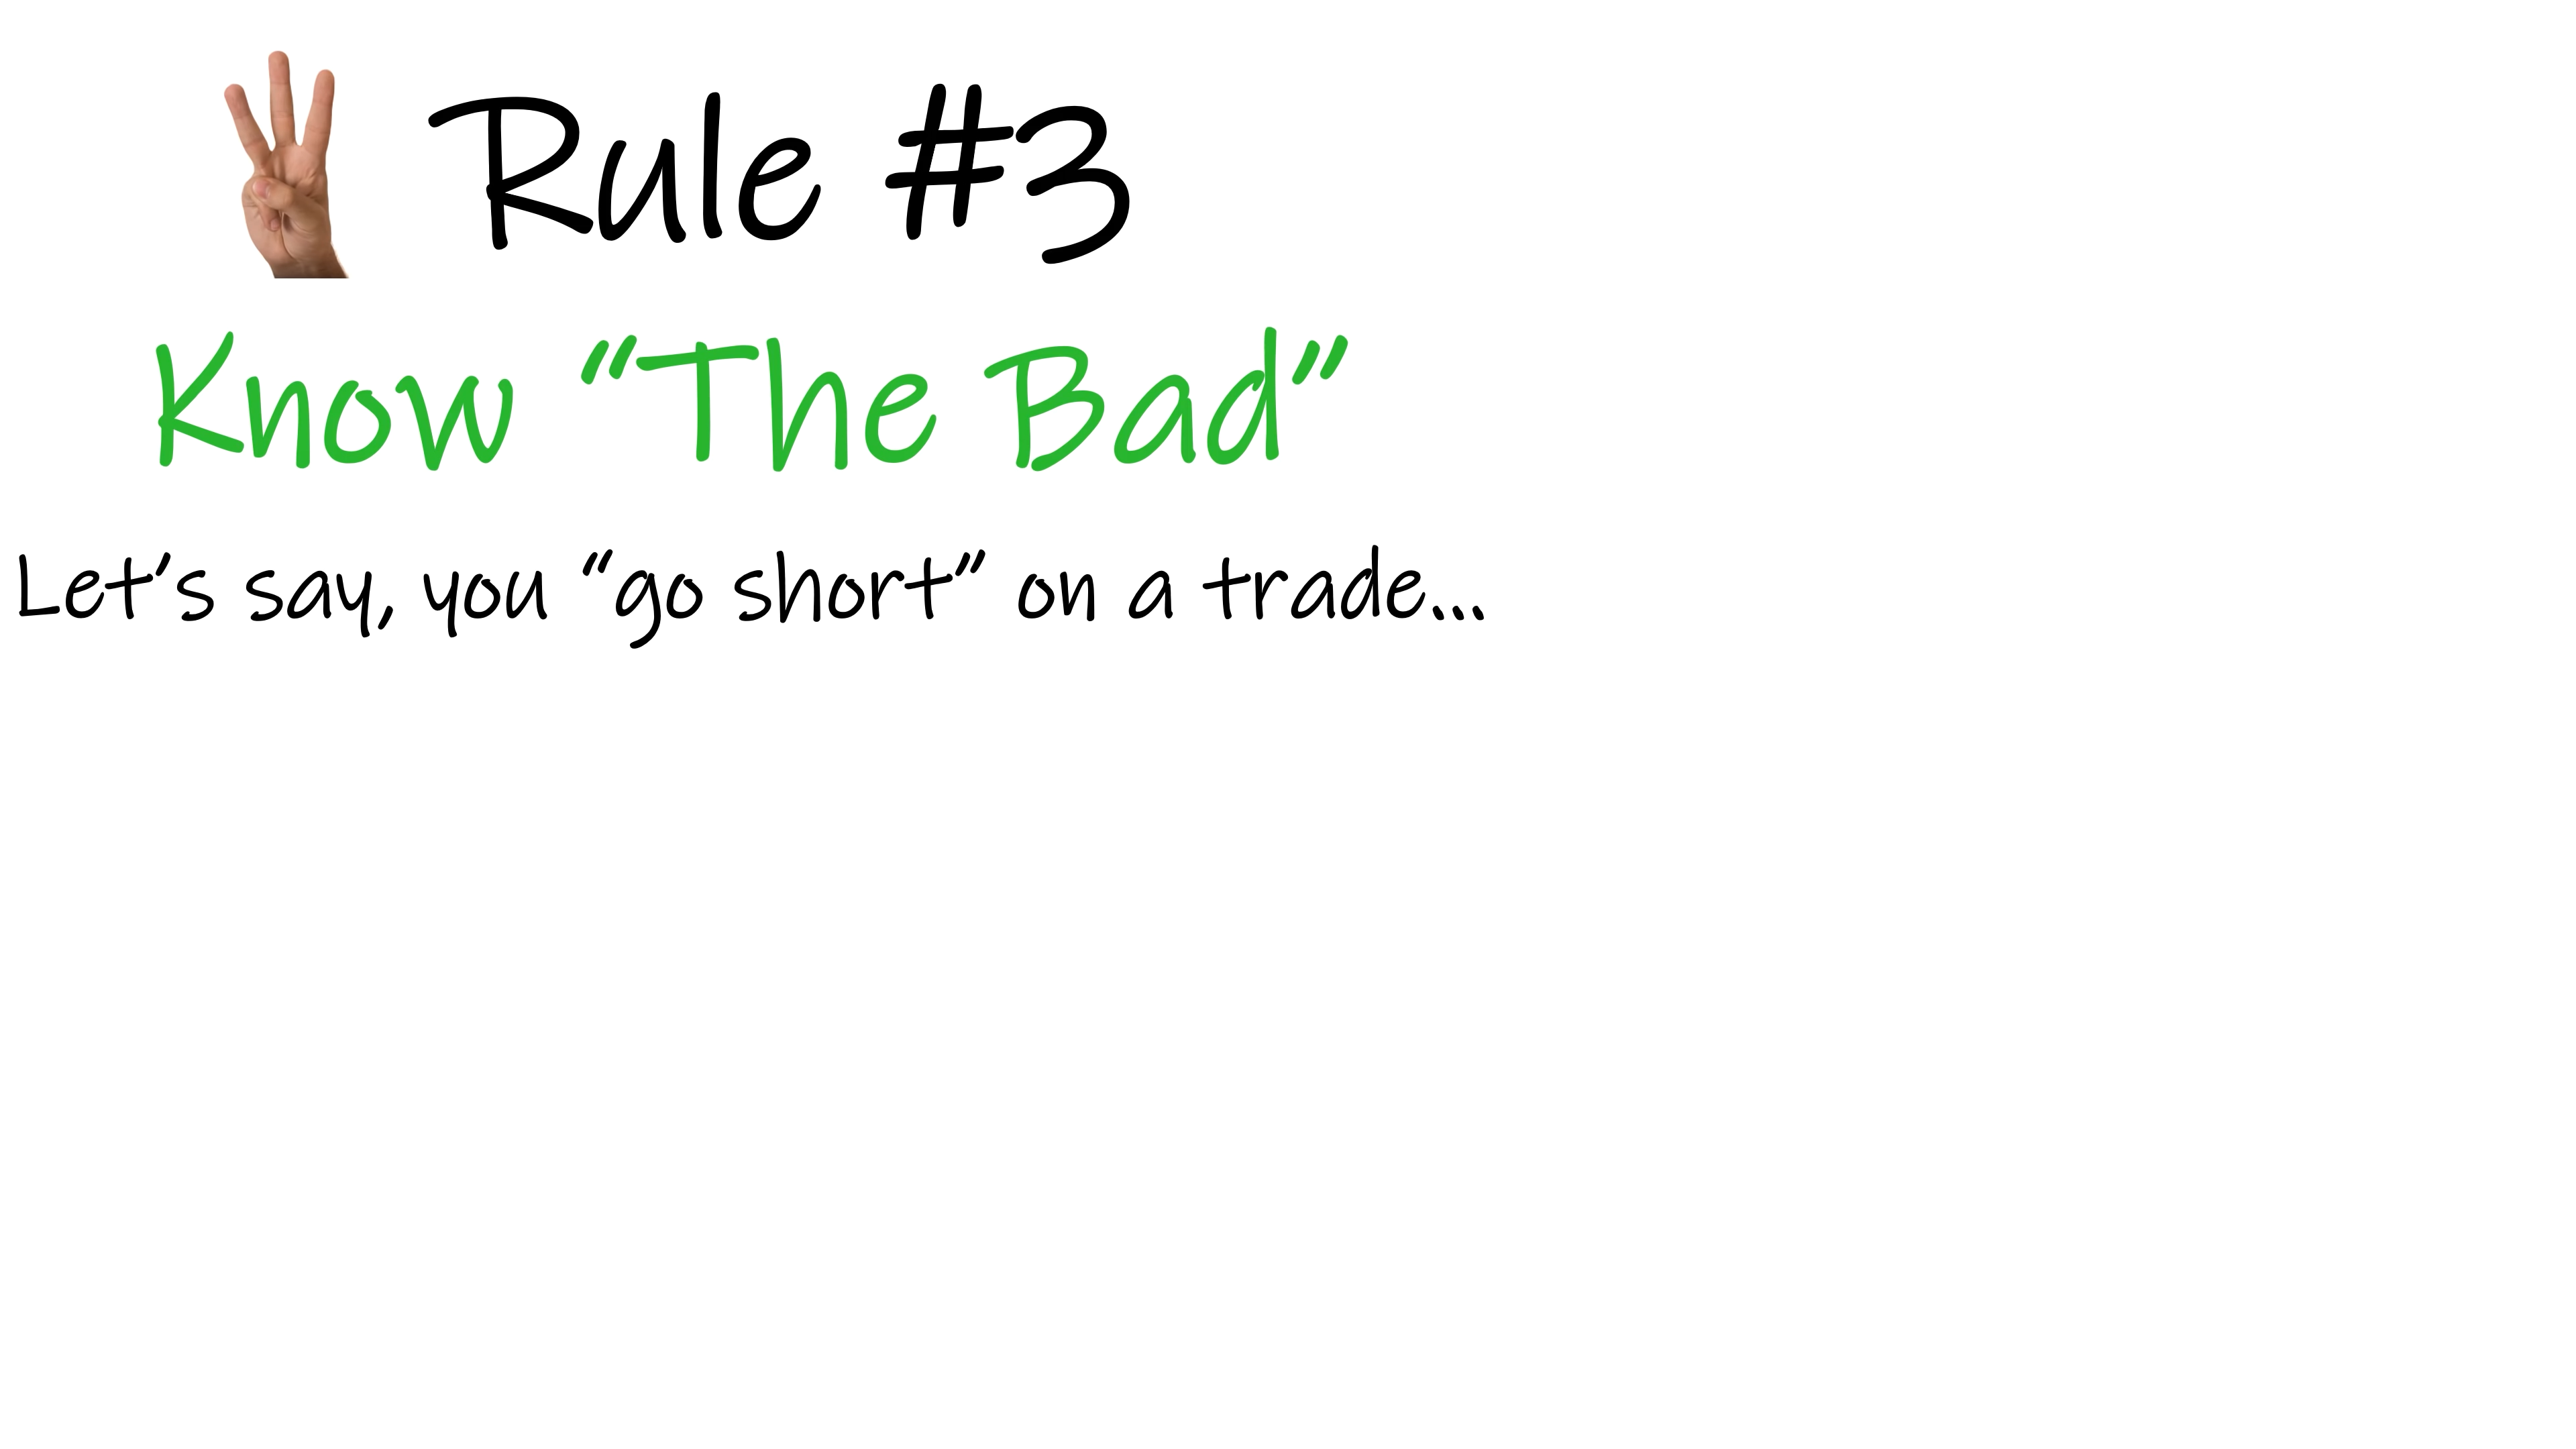 Rule #3
Know “The Bad”
Let’s say, you “go short” on a trade...